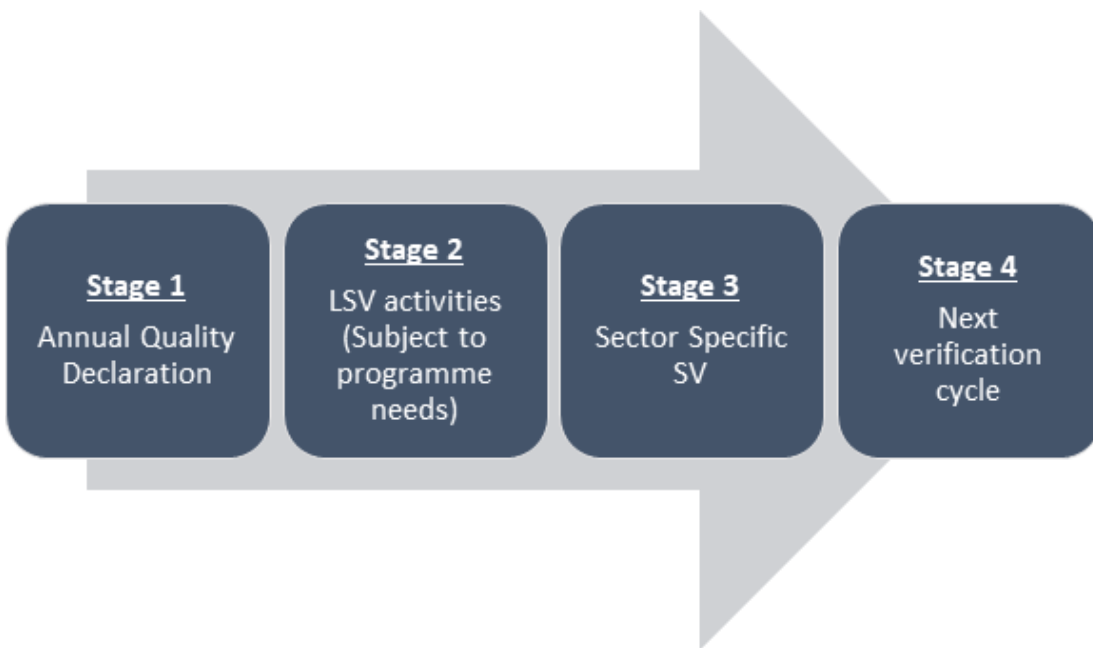 Stage 1
Annual Quality
Declaration
Stage 2
LSV activities
(Subject to
programme
needs)
Stage 3
Sector Specific
SV
Stage 4
Next
verification
cycle